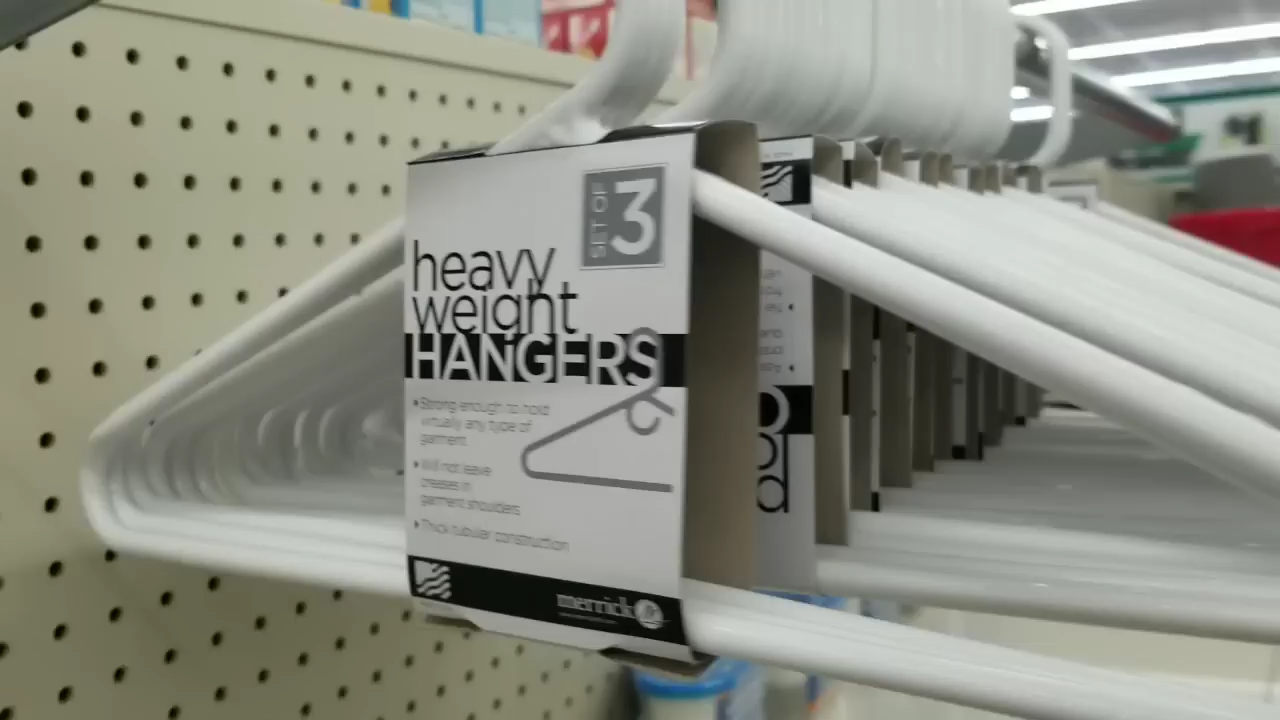 SET OF
3
heavy
weight
HANGERS
Strong enough to hold
virtually any type of
garment
Will not leave
creases in
garment shoulders
Thick tubular construction
merrick